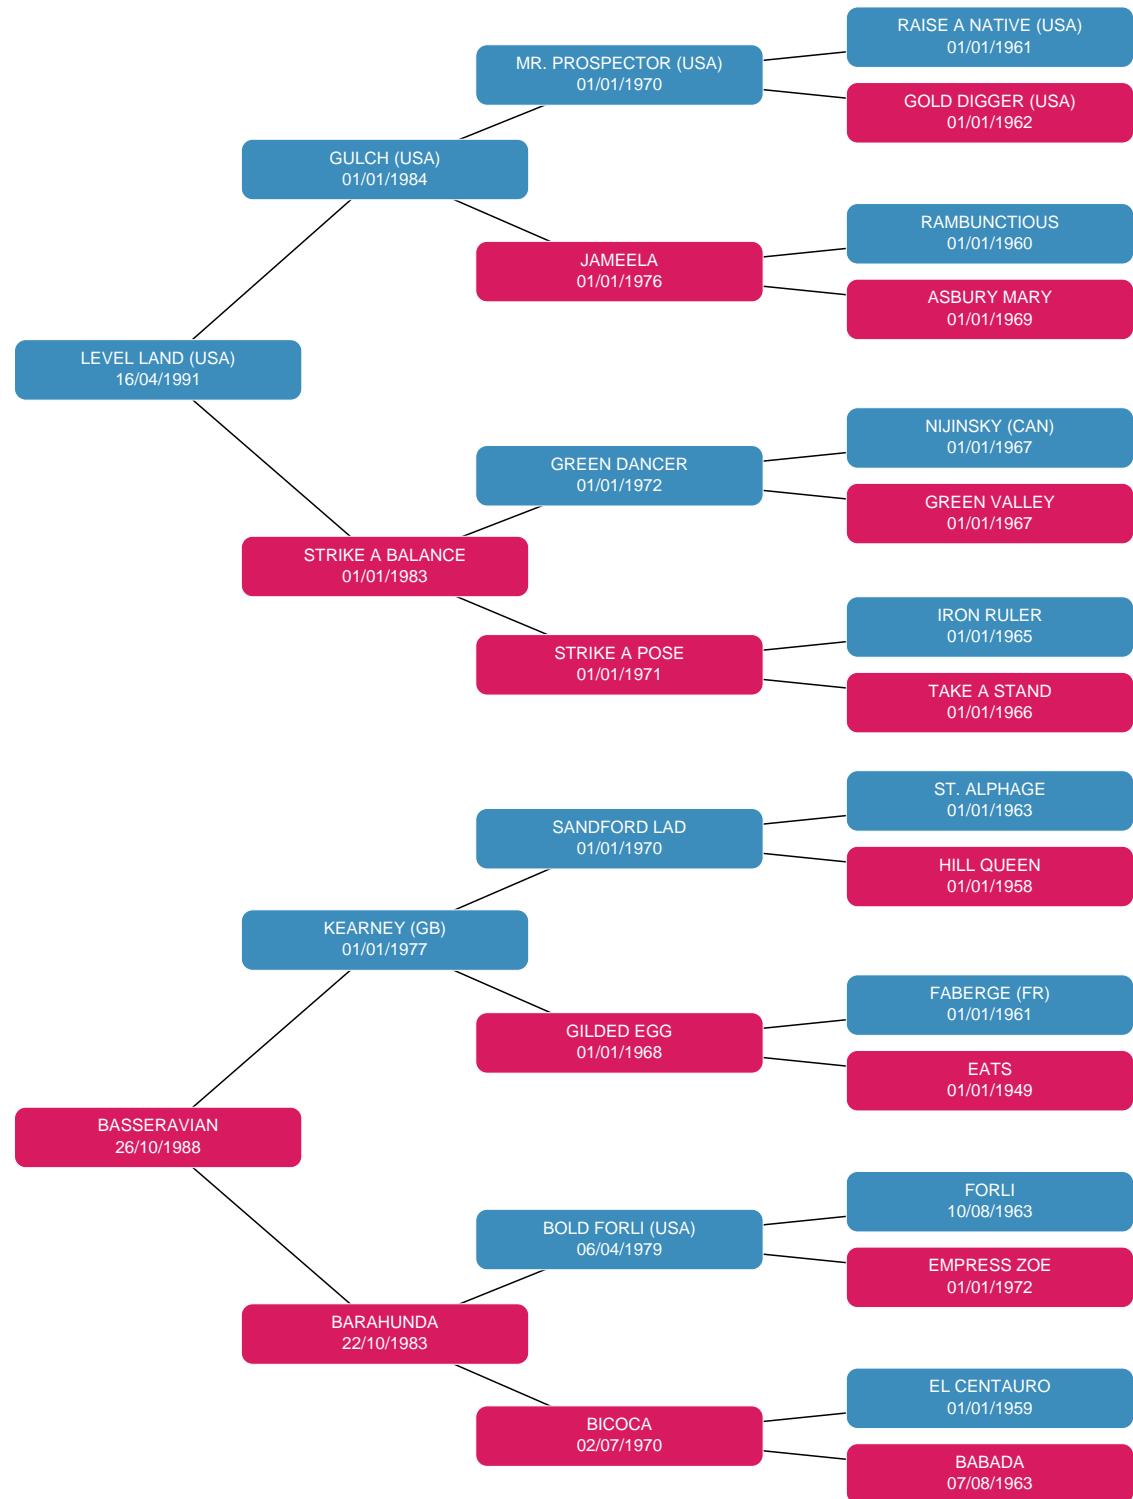 RAISE A NATIVE (USA)
01/01/1961
MR. PROSPECTOR (USA)
01/01/1970
GOLD DIGGER (USA)
01/01/1962
GULCH (USA)
01/01/1984
RAMBUNCTIOUS
01/01/1960
JAMEELA
01/01/1976
ASBURY MARY
01/01/1969
LEVEL LAND (USA)
16/04/1991
NIJINSKY (CAN)
01/01/1967
GREEN DANCER
01/01/1972
GREEN VALLEY
01/01/1967
STRIKE A BALANCE
01/01/1983
IRON RULER
01/01/1965
STRIKE A POSE
01/01/1971
TAKE A STAND
01/01/1966
ST. ALPHAGE
01/01/1963
SANDFORD LAD
01/01/1970
HILL QUEEN
01/01/1958
KEARNEY (GB)
01/01/1977
FABERGE (FR)
01/01/1961
GILDED EGG
01/01/1968
EATS
01/01/1949
BASSERAVIAN
26/10/1988
FORLI
10/08/1963
BOLD FORLI (USA)
06/04/1979
EMPRESS ZOE
01/01/1972
BARAHUNDA
22/10/1983
EL CENTAURO
01/01/1959
BICOCA
02/07/1970
BABADA
07/08/1963